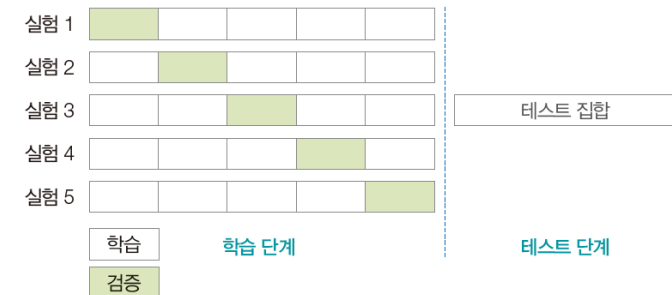 실험 1
실험 2
실험 3
테스트 집합
실험 4
실험 5
학습
학습 단계
테스트 단계
검증